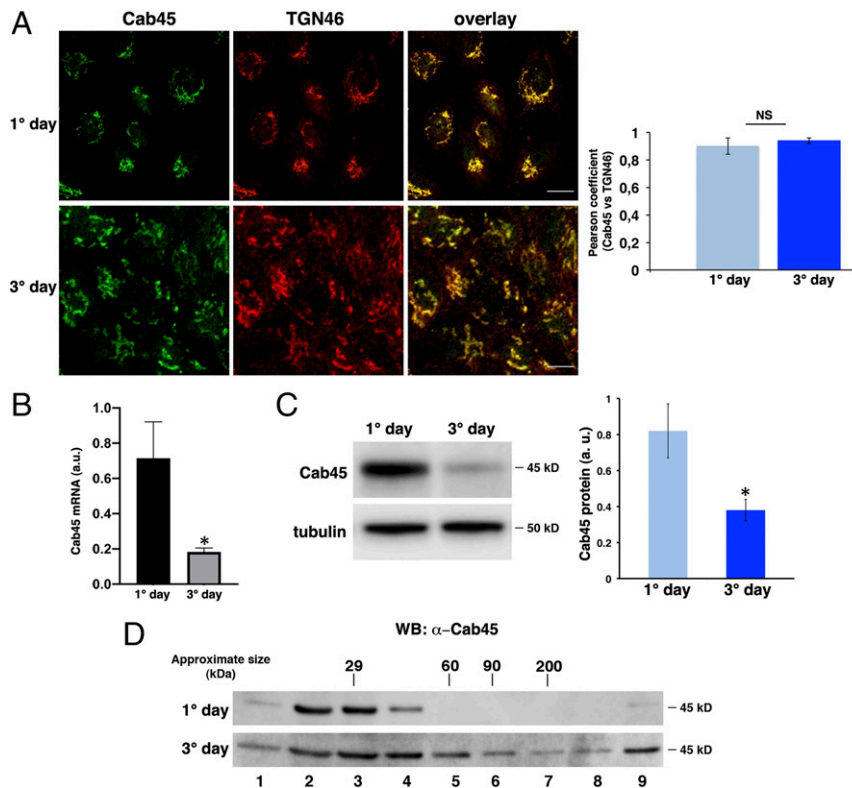 A
Cab45 TGN46 overlay
1° day
3° day
NS
Pearson coefficient
(Cab45 vs TGN46)
1
0,8
0,6
0,4
0,2
0
1° day 3° day
B
Cab45 mRNA (a.u.)
1.0
0.8
0.6
0.4
0.2
0.0
*
1° day 3° day
C
1° day 3° day
Cab45 – 45 kD
tubulin – 50 kD
Cab45 protein (a. u.)
1
0.8
0.6
0.4
0.2
0
*
1° day 3° day
D
WB: α–Cab45
Approximate size
(kDa)
29 60 90 200
1° day – 45 kD
3° day – 45 kD
1 2 3 4 5 6 7 8 9